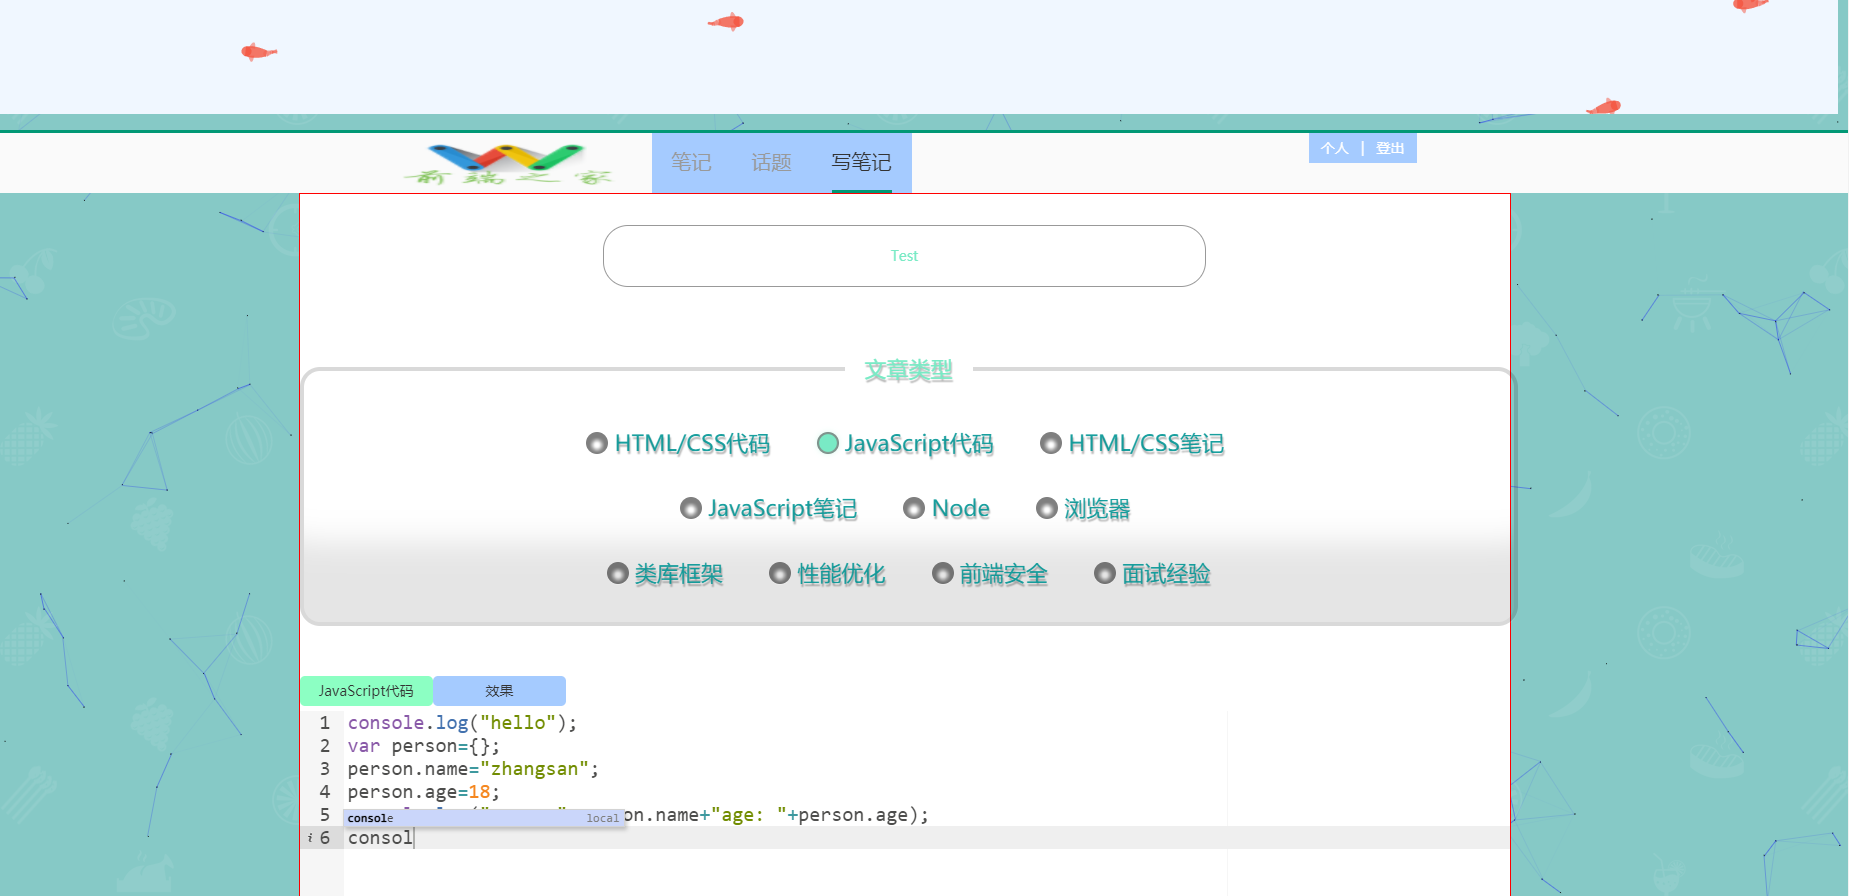 前端之家
笔记 话题 写笔记
个人 | 登出
Test
文章类型
HTML/CSS代码 JavaScript代码 HTML/CSS笔记
JavaScript笔记 Node 浏览器
类库框架 性能优化 前端安全 面试经验
JavaScript代码 效果
1 console.log("hello");
2 var person={};
3 person.name="zhangsan";
4 person.age=18;
5 on.name+"age: "+person.age);
console local
i 6 consol